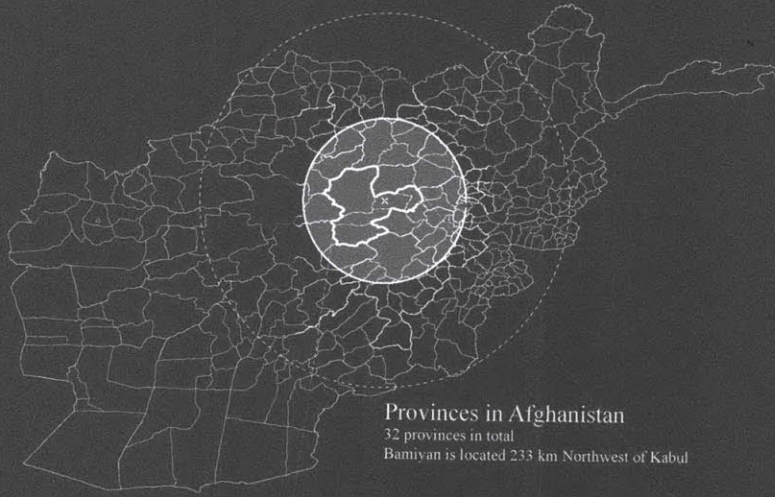 Provinces in Afghanistan
32 provinces in total
Bamiyan is located 233 km Northwest of Kabul